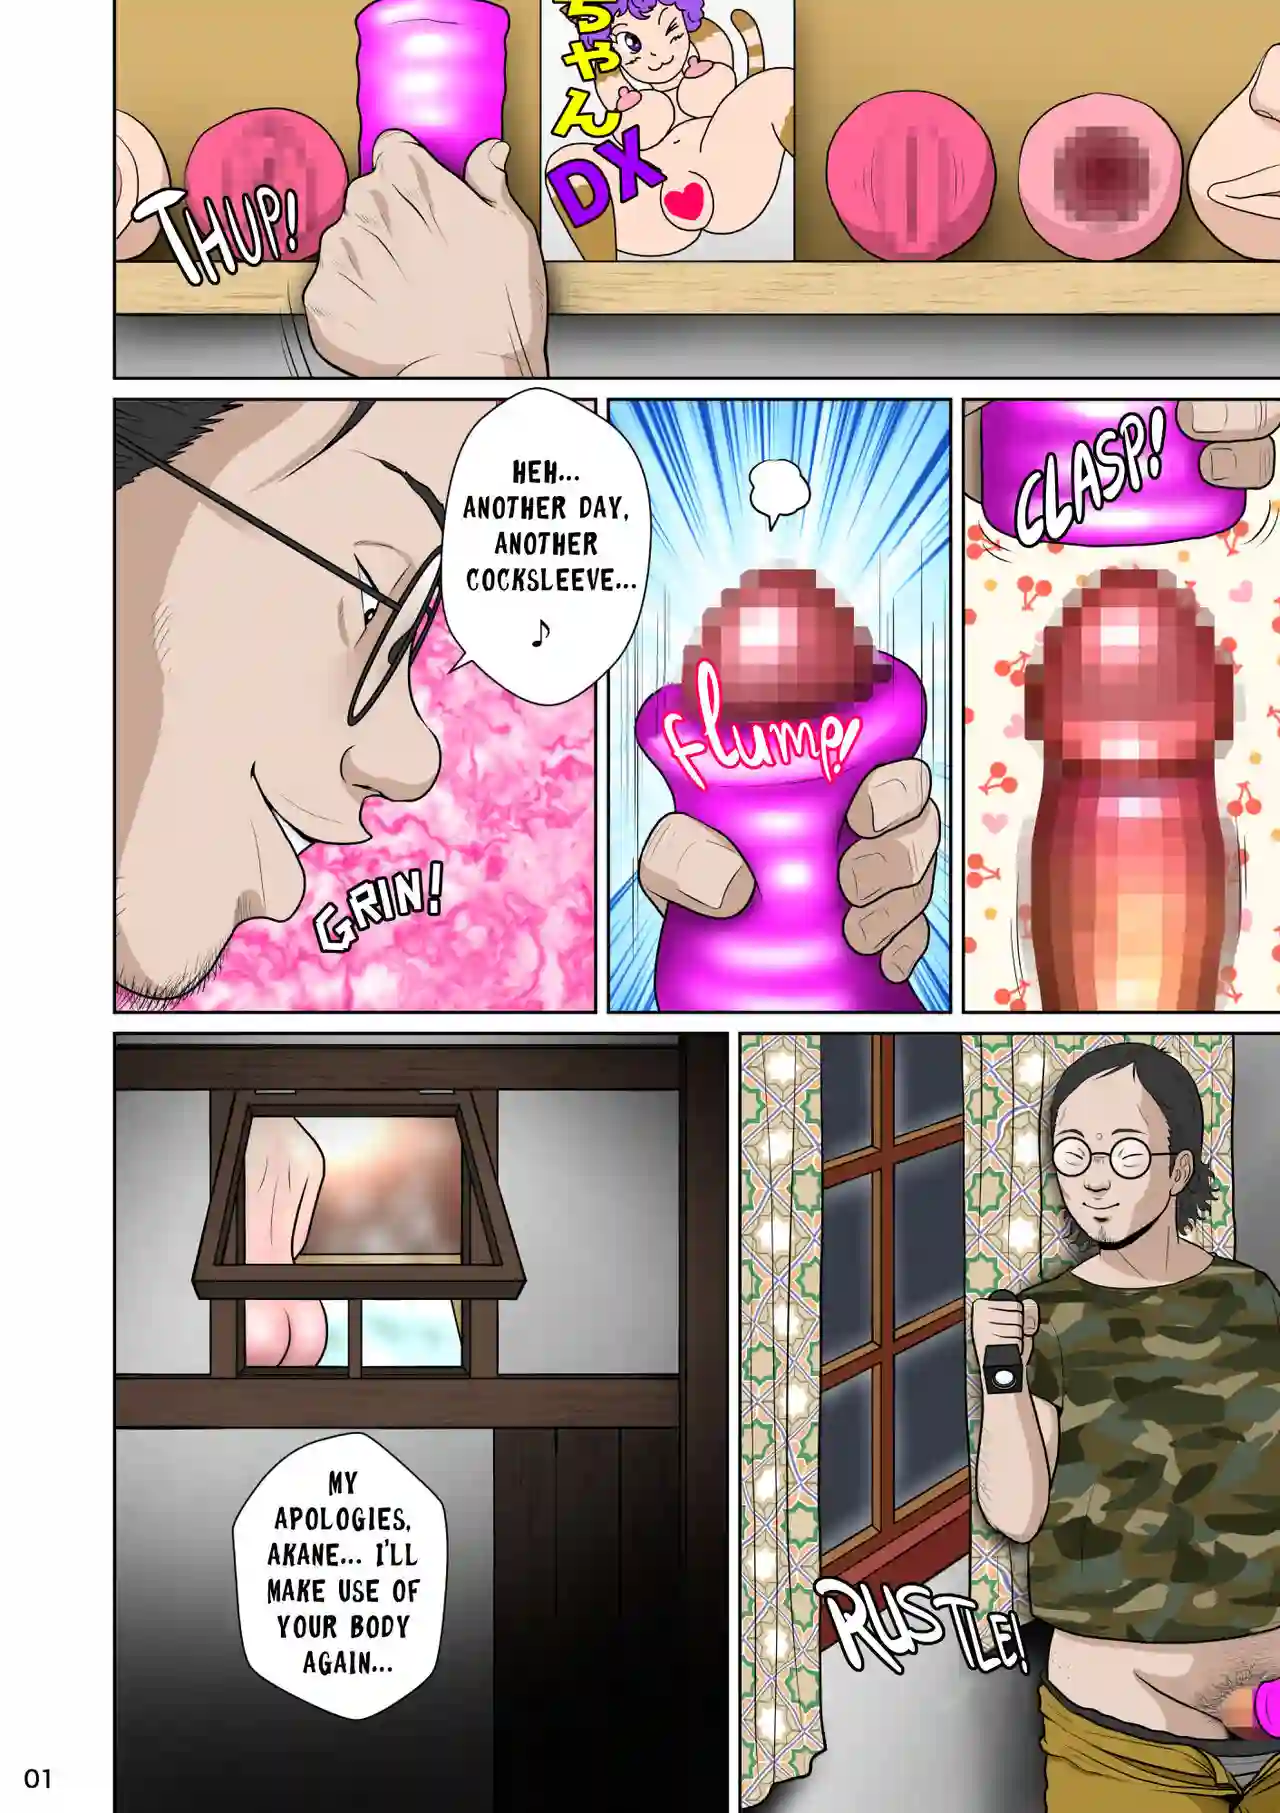 ちゃん
DX
THUP!
CLASP!
Flump!
HEH...
ANOTHER DAY,
ANOTHER
COCKSLEEVE...
♪
GRIN!
RUSTLE!
MY
APOLOGIES,
AKANE... I'LL
MAKE USE OF
YOUR BODY
AGAIN...
01